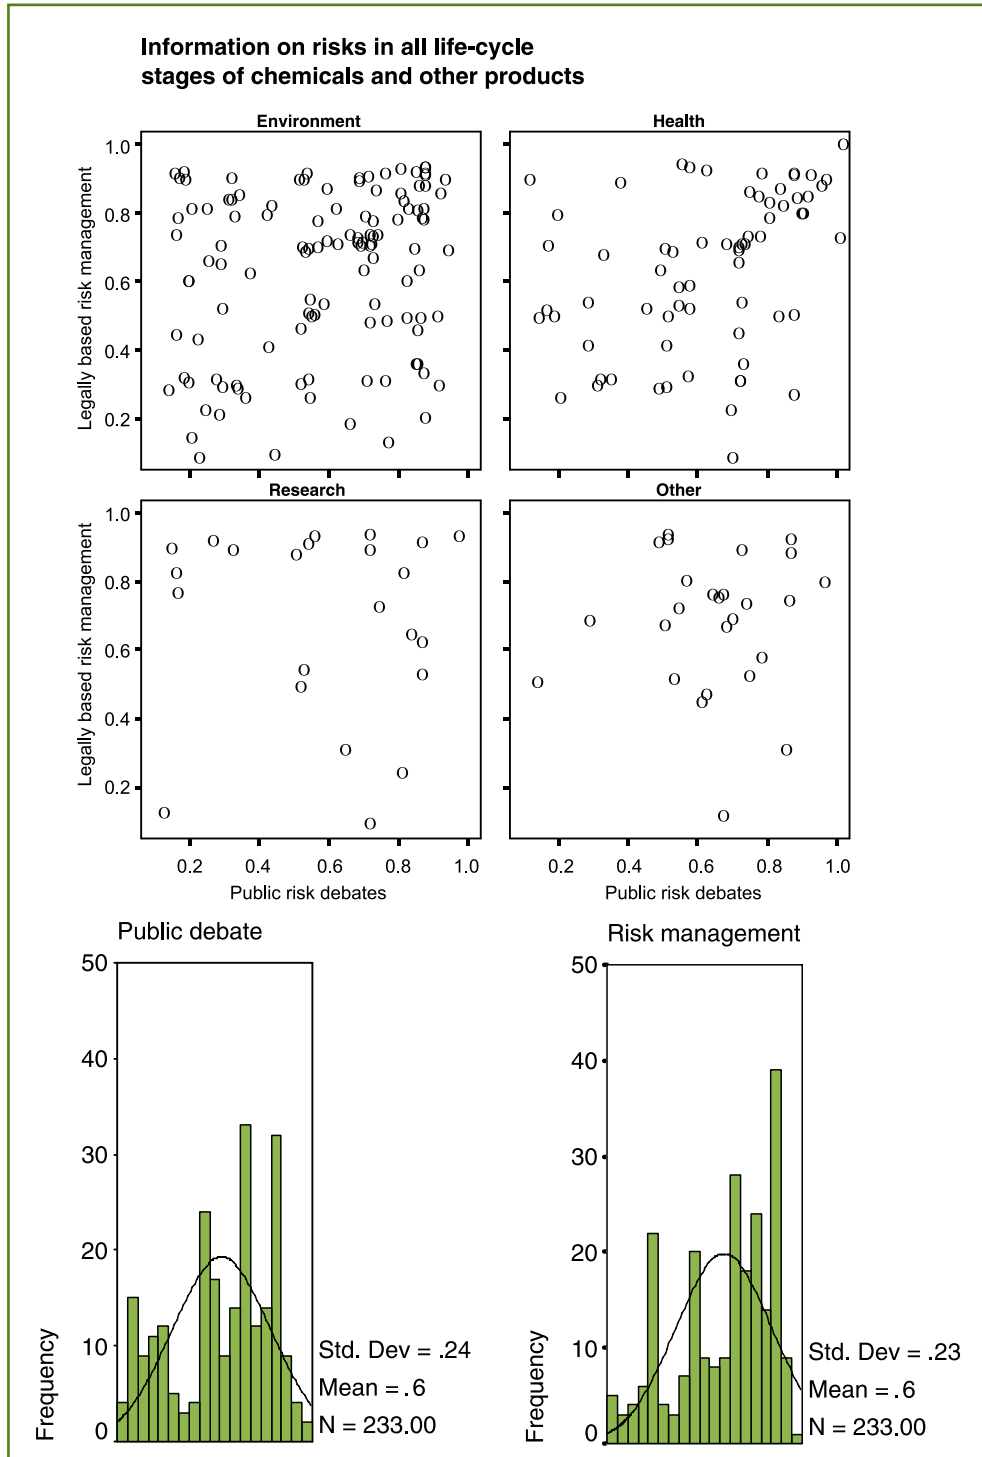 Information on risks in all life-cycle
stages of chemicals and other products
Environment
Health
Legally based risk management
1.0
0.8
0.6
0.4
0.2
Research
Other
Legally based risk management
1.0
0.8
0.6
0.4
0.2
0.2 0.4 0.6 0.8 1.0
0.2 0.4 0.6 0.8 1.0
Public risk debates
Public risk debates
Public debate
50
40
30
20
10
0
Frequency
Std. Dev = .24
Mean = .6
N = 233.00
Risk management
50
40
30
20
10
0
Frequency
Std. Dev = .23
Mean = .6
N = 233.00